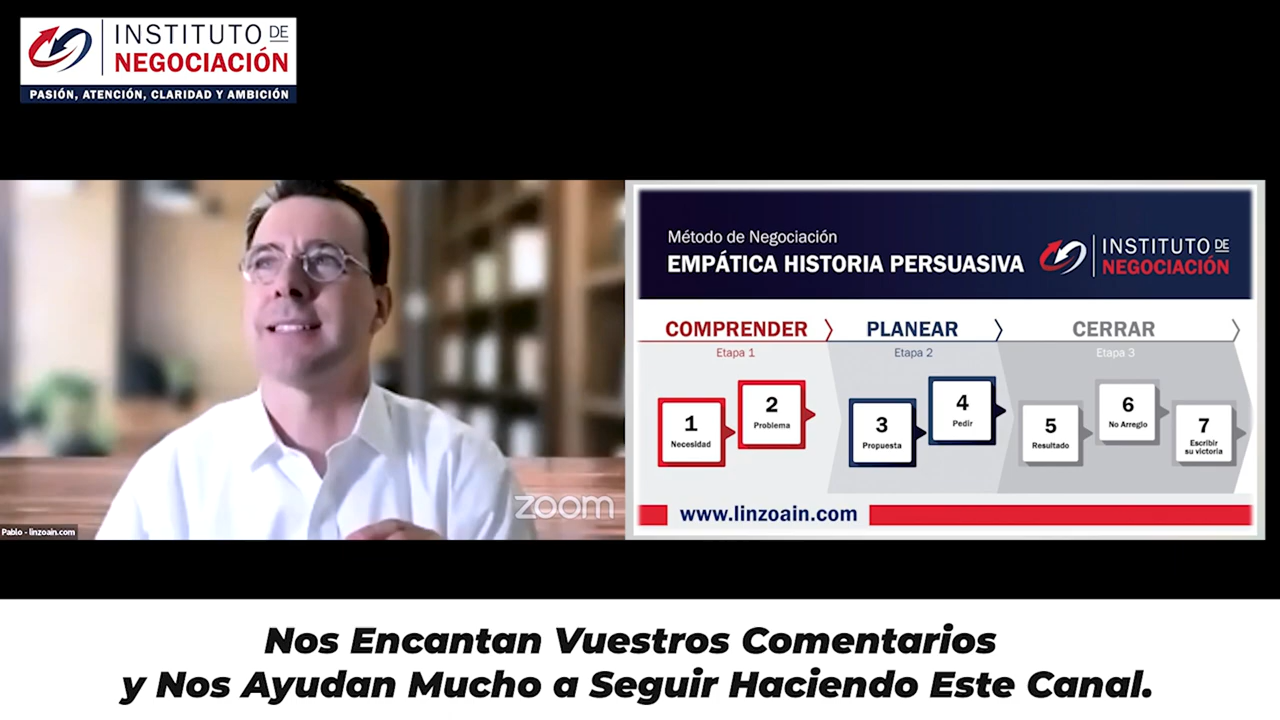 INSTITUTO DE
NEGOCIACIÓN
PASIÓN, ATENCIÓN, CLARIDAD Y AMBICIÓN
zoom
Pablo - linzoain.com
Método de Negociación
EMPÁTICA HISTORIA PERSUASIVA
INSTITUTO DE
NEGOCIACIÓN
COMPRENDER
Etapa 1
PLANEAR
Etapa 2
CERRAR
Etapa 3
1
Necesidad
2
Problema
3
Propuesta
4
Pedir
5
Resultado
6
No Arreglo
7
Escribir
su victoria
www.linzoain.com
Nos Encantan Vuestros Comentarios
y Nos Ayudan Mucho a Seguir Haciendo Este Canal.